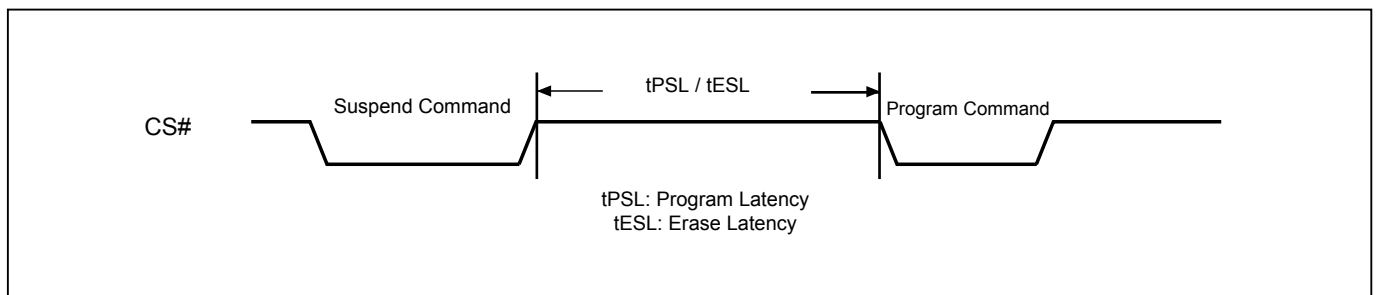 tPSL / tESL
Suspend Command
Program Command
CS#
tPSL: Program Latency
tESL: Erase Latency